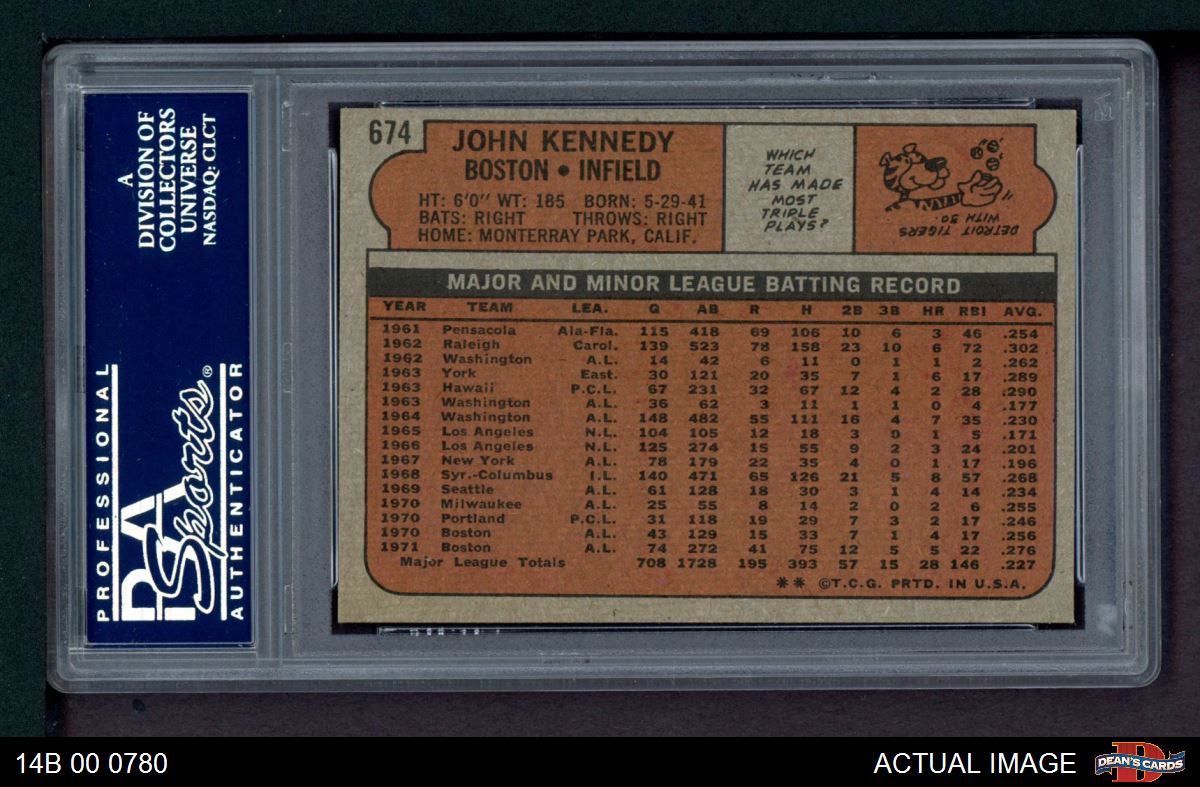 A
DIVISION OF
COLLECTORS
UNIVERSE
NASDAQ: CLCT
PROFESSIONAL
PSA
Sports®
AUTHENTICATOR
674
JOHN KENNEDY
BOSTON • INFIELD
HT: 6'0" WT: 185 BORN: 5-29-41
BATS: RIGHT THROWS: RIGHT
HOME: MONTERRAY PARK, CALIF.
WHICH
TEAM
HAS MADE
MOST
TRIPLE
PLAYS?
DETROIT TIGERS
WITH 30.
MAJOR AND MINOR LEAGUE BATTING RECORD
YEAR TEAM LEA. G AB R H 2B 3B HR RBI AVG.
1961 Pensacola Ala-Fla. 115 418 69 106 10 6 3 46 .254
1962 Raleigh Carol. 139 523 78 158 23 10 6 72 .302
1962 Washington A.L. 14 42 6 11 0 1 1 2 .262
1963 York East. 30 121 20 35 7 1 6 17 .289
1963 Hawaii P.C.L. 67 231 32 67 12 4 2 28 .290
1963 Washington A.L. 36 62 3 11 1 1 0 4 .177
1964 Washington A.L. 148 482 55 111 16 4 7 35 .230
1965 Los Angeles N.L. 104 105 12 18 3 0 1 5 .171
1966 Los Angeles N.L. 125 274 15 55 9 2 3 24 .201
1967 New York A.L. 78 179 22 35 4 0 1 17 .196
1968 Syr.-Columbus I.L. 140 471 65 126 21 5 8 57 .268
1969 Seattle A.L. 61 128 18 30 3 1 4 14 .234
1970 Milwaukee A.L. 25 55 8 14 2 0 2 6 .255
1970 Portland P.C.L. 31 118 19 29 7 3 2 17 .246
1970 Boston A.L. 43 129 15 33 7 1 4 17 .256
1971 Boston A.L. 74 272 41 75 12 5 5 22 .276
Major League Totals 708 1728 195 393 57 15 28 146 .227
** ©T.C.G. PRTD. IN U.S.A.
14B 00 0780
ACTUAL IMAGE
DEAN'S CARDS